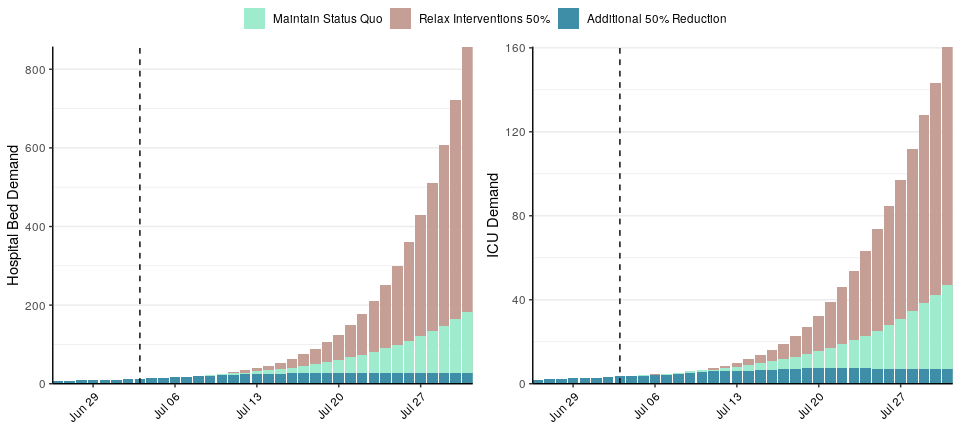 Maintain Status Quo Relax Interventions 50% Additional 50% Reduction
Hospital Bed Demand
800
600
400
200
0
Jun 29 Jul 06 Jul 13 Jul 20 Jul 27
ICU Demand
160
120
80
40
0
Jun 29 Jul 06 Jul 13 Jul 20 Jul 27